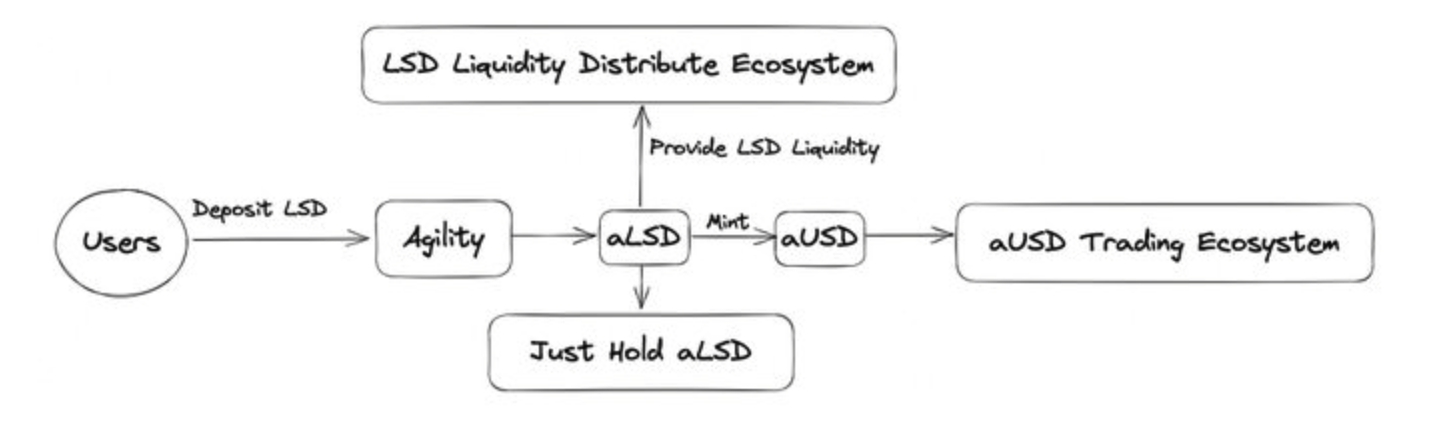 LSD Liquidity Distribute Ecosystem
Provide LSD Liquidity
Users
Deposit LSD
Agility
aLSD
Mint
aUSD
aUSD Trading Ecosystem
Just Hold aLSD